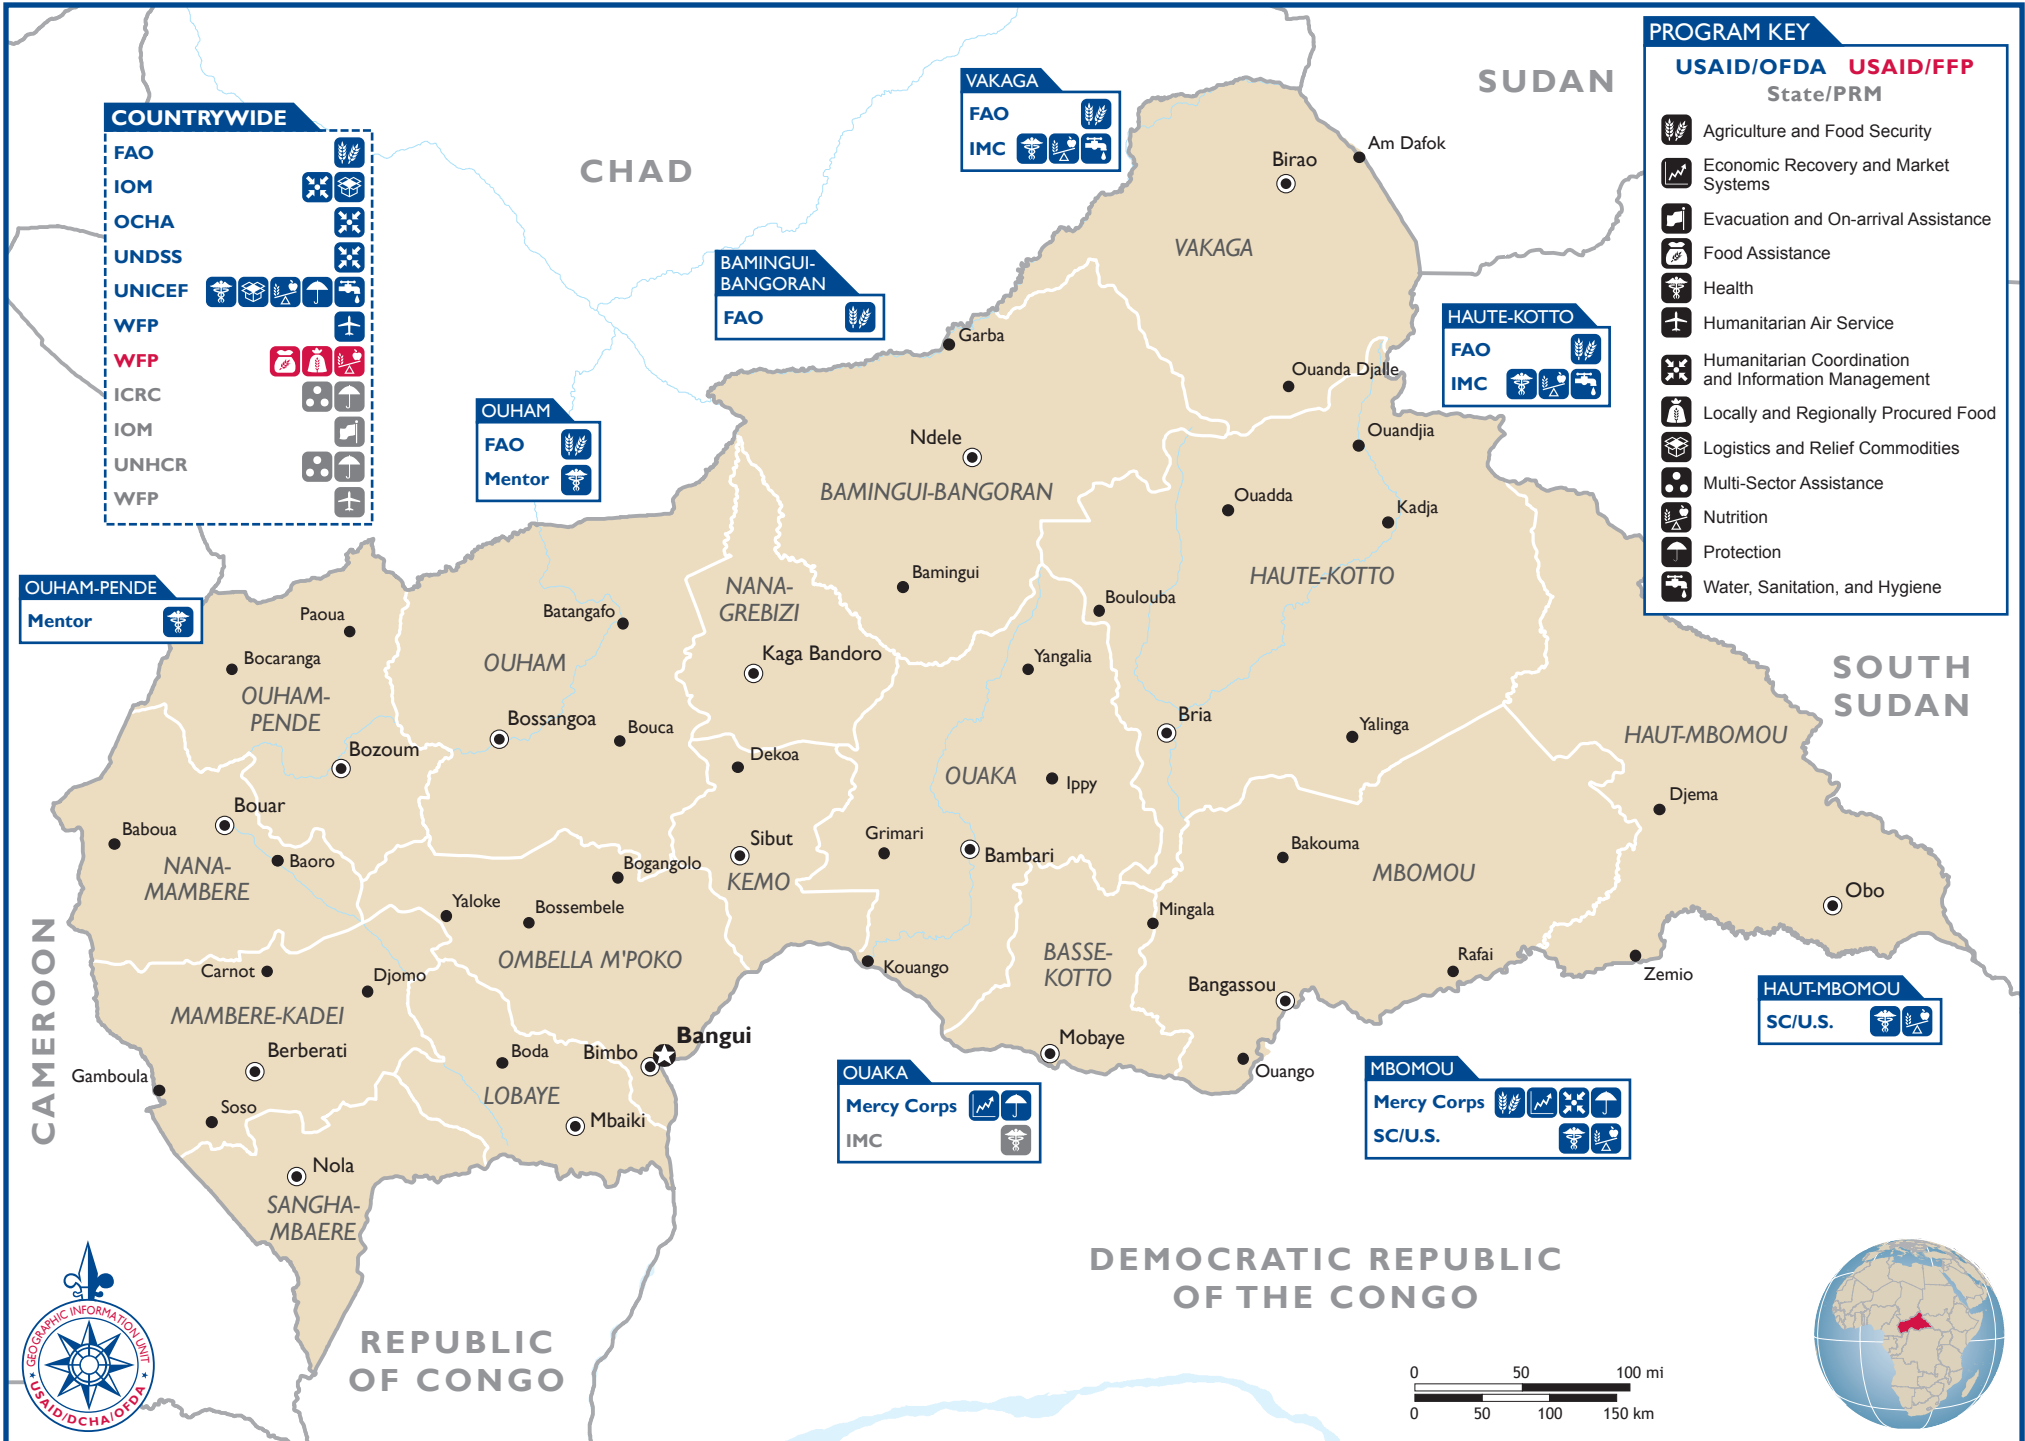 PROGRAM KEY
USAID/OFDA USAID/FFP
State/PRM
Agriculture and Food Security
Economic Recovery and Market
Systems
Evacuation and On-arrival Assistance
Food Assistance
Health
Humanitarian Air Service
Humanitarian Coordination
and Information Management
Locally and Regionally Procured Food
Logistics and Relief Commodities
Multi-Sector Assistance
Nutrition
Protection
Water, Sanitation, and Hygiene
COUNTRYWIDE
FAO
IOM
OCHA
UNDSS
UNICEF
WFP
WFP
ICRC
IOM
UNHCR
WFP
VAKAGA
FAO
IMC
BAMINGUI-
BANGORAN
FAO
HAUTE-KOTTO
FAO
IMC
OUHAM
FAO
Mentor
OUHAM-PENDE
Mentor
HAUT-MBOMOU
SC/U.S.
OUAKA
Mercy Corps
IMC
MBOMOU
Mercy Corps
SC/U.S.
SUDAN
CHAD
SOUTH
SUDAN
CAMEROON
DEMOCRATIC REPUBLIC
OF THE CONGO
REPUBLIC
OF CONGO
Am Dafok
Birao
VAKAGA
Garba
Ouanda Djalle
Ouandjia
Ndele
BAMINGUI-BANGORAN
Ouadda
Kadja
HAUTE-KOTTO
Bamingui
NANA-
GREBIZI
Boulouba
Batangafo
Paoua
Bocaranga
OUHAM
Kaga Bandoro
Yangalia
OUHAM-
PENDE
Bossangoa
Bouca
Bria
Yalinga
HAUT-MBOMOU
Bozoum
Dekoa
OUAKA
Ippy
Djema
Bouar
Baboua
Baoro
NANA-
MAMBERE
Sibut
KEMO
Grimari
Bambari
Bakouma
MBOMOU
Obo
Bogangolo
Yaloke
Bossembele
OMBELLA M'POKO
Mingala
BASSE-
KOTTO
Kouango
Rafai
Zemio
Bangassou
Carnot
Djomo
MAMBERE-KADEI
Bangui
Bimbo
Boda
Berberati
Mobaye
Ouango
Gamboula
Soso
LOBAYE
Mbaiki
Nola
SANGHA-
MBAERE
GEOGRAPHIC INFORMATION UNIT
USAID/DCHA/OFDA
0 50 100 mi
0 50 100 150 km